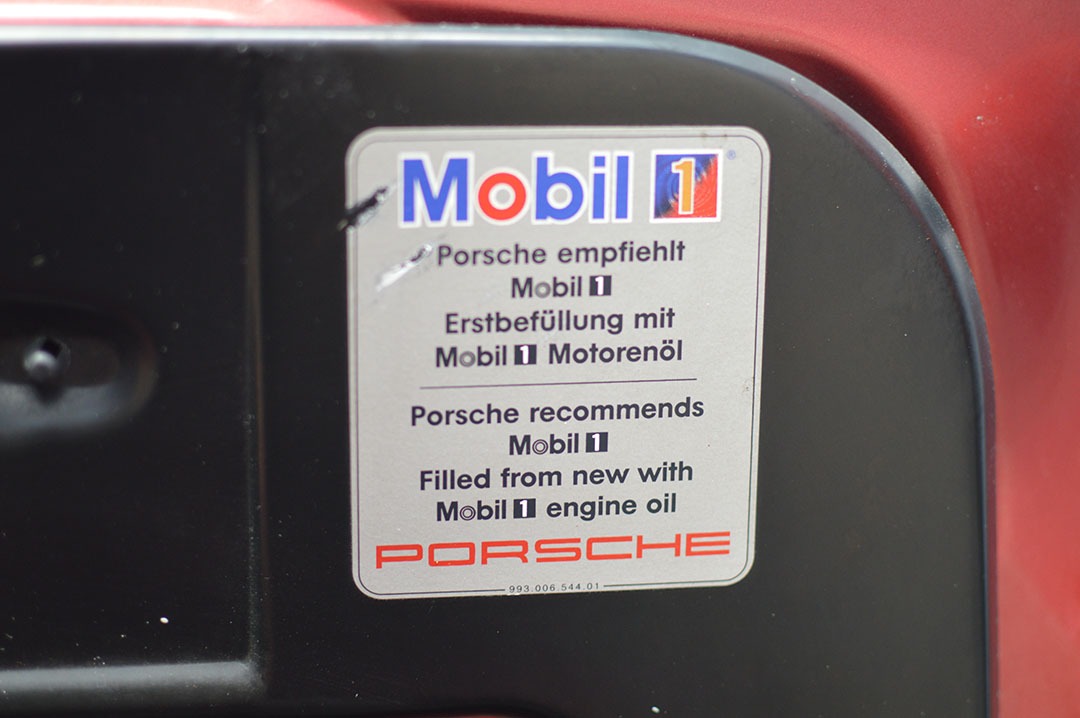 Mobil 1®
Porsche empfiehlt
Mobil 1
Erstbefüllung mit
Mobil 1 Motorenöl
Porsche recommends
Mobil 1
Filled from new with
Mobil 1 engine oil
PORSCHE
993.006.544.01